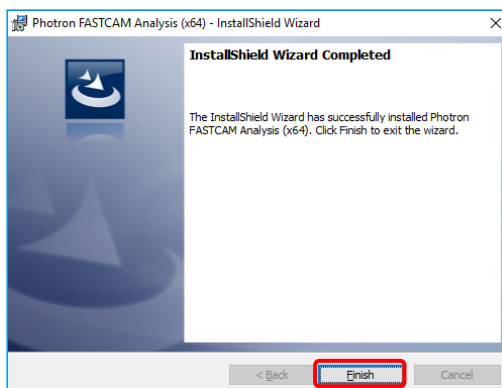 Photron FASTCAM Analysis (x64) - InstallShield Wizard
InstallShield Wizard Completed
The InstallShield Wizard has successfully installed Photron
FASTCAM Analysis (x64). Click Finish to exit the wizard.
< Back
Finish
Cancel